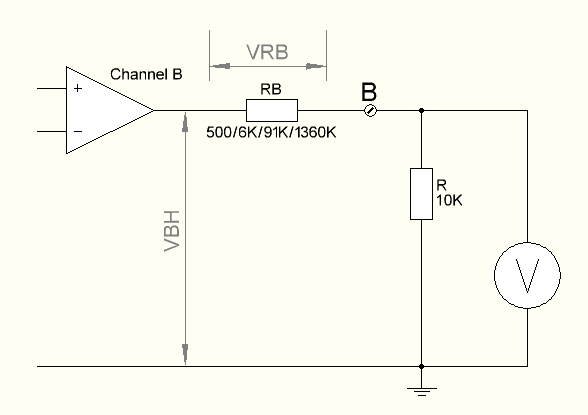 VRB
Channel B
RB
B
+
500/6K/91K/1360K
−
R
10K
VBH
V